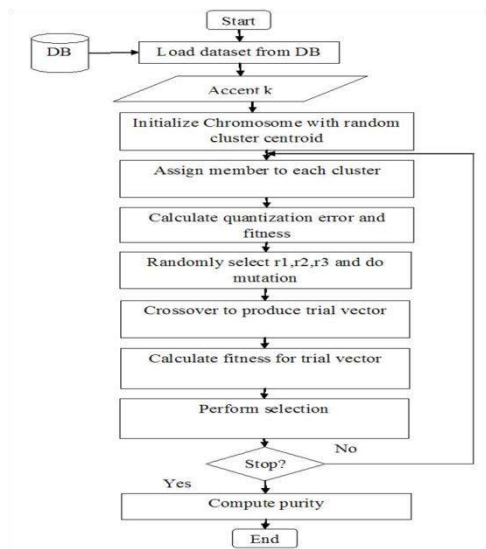 Start
DB
Load dataset from DB
Accent k
Initialize Chromosome with random
cluster centroid
Assign member to each cluster
Calculate quantization error and
fitness
Randomly select r1,r2,r3 and do
mutation
Crossover to produce trial vector
Calculate fitness for trial vector
Perform selection
No
Stop?
Yes
Compute purity
End